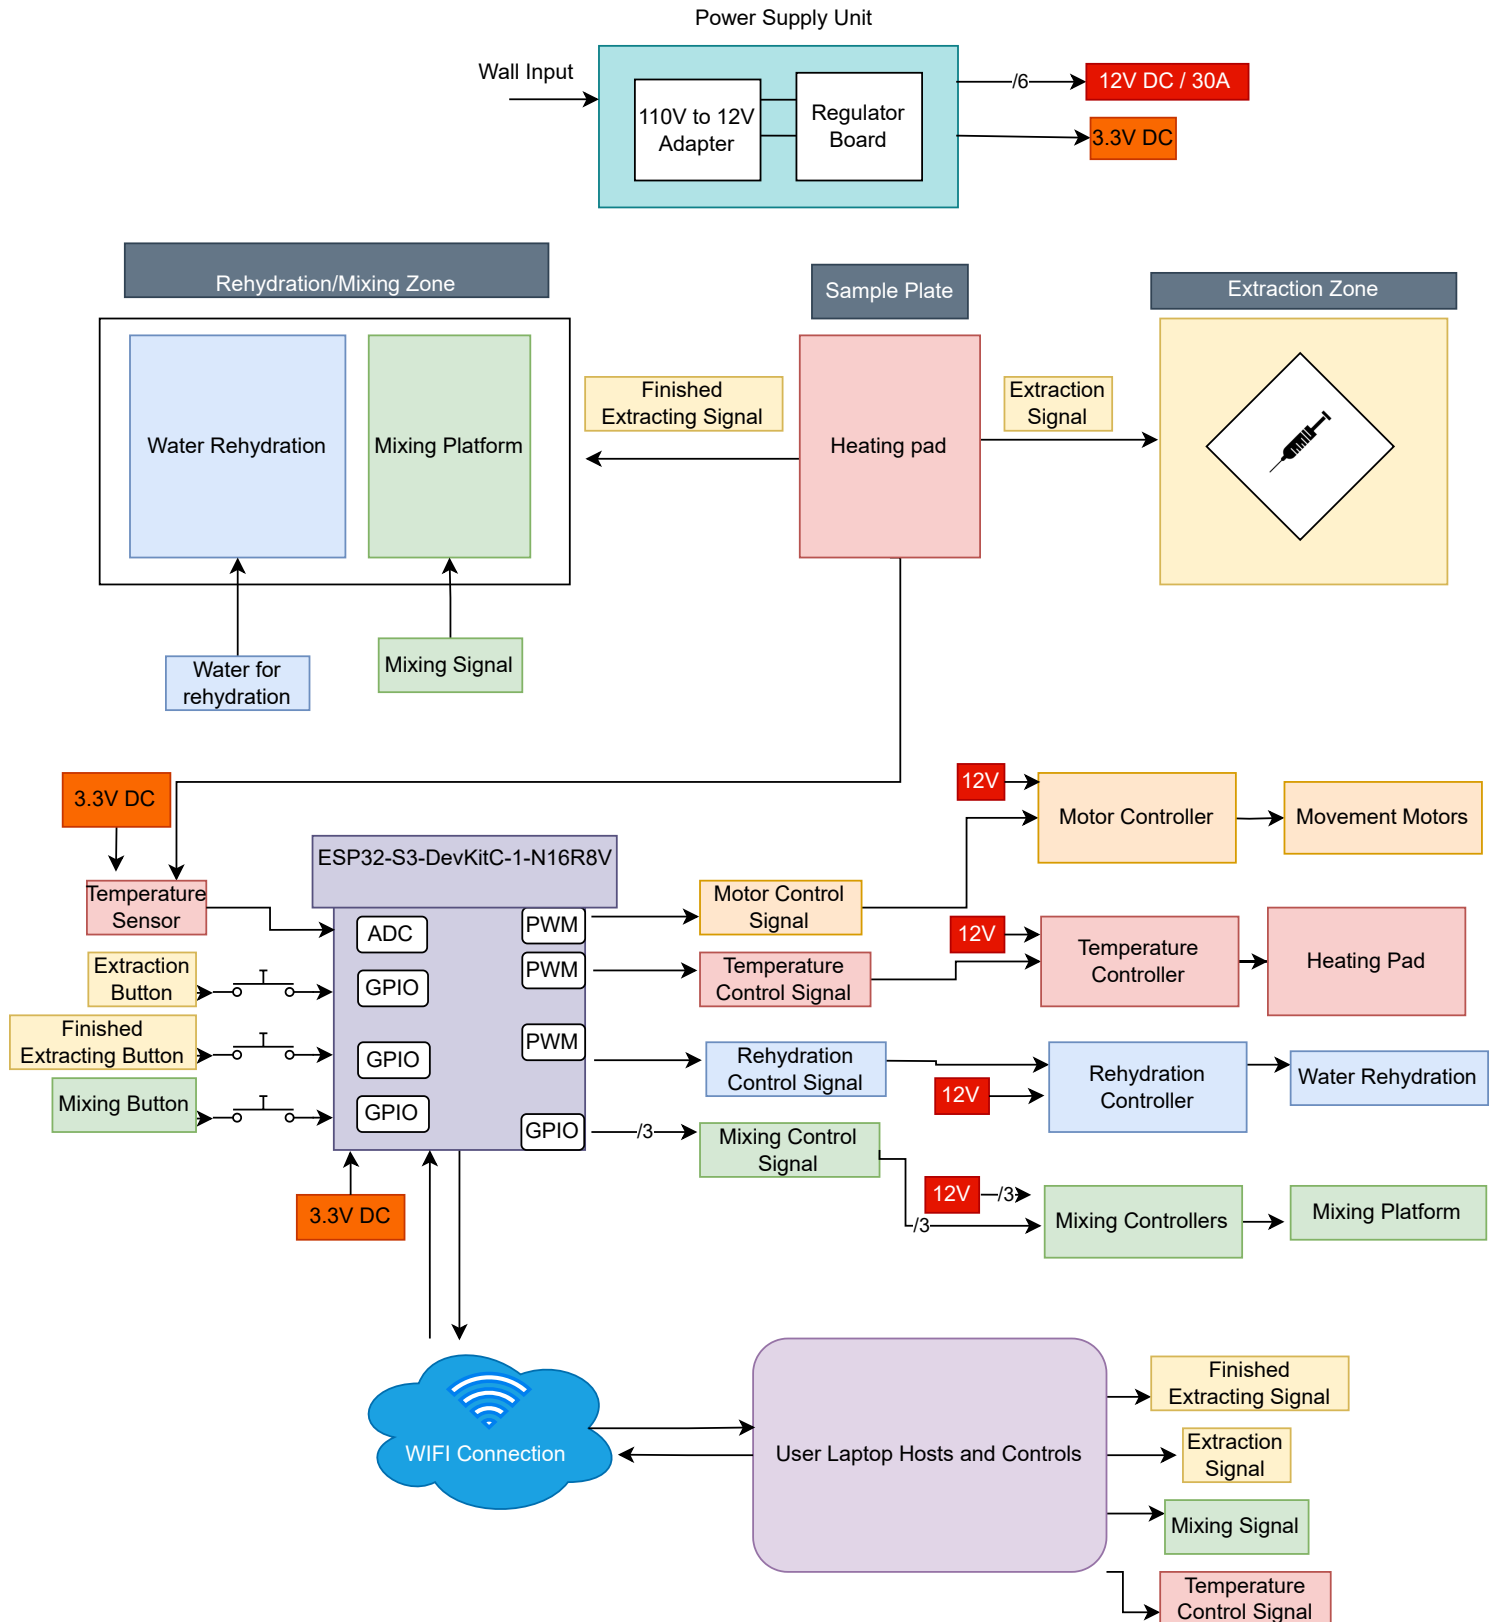 Power Supply Unit
Wall Input
110V to 12V
Adapter
Regulator
Board
/6
12V DC / 30A
3.3V DC
Rehydration/Mixing Zone
Sample Plate
Extraction Zone
Water Rehydration
Mixing Platform
Finished
Extracting Signal
Heating pad
Extraction
Signal
Water for
rehydration
Mixing Signal
3.3V DC
12V
Motor Controller
Movement Motors
ESP32-S3-DevKitC-1-N16R8V
Temperature
Sensor
ADC
PWM
Motor Control
Signal
12V
Temperature
Controller
Heating Pad
Extraction
Button
GPIO
PWM
Temperature
Control Signal
Finished
Extracting Button
GPIO
PWM
Rehydration
Control Signal
12V
Rehydration
Controller
Water Rehydration
Mixing Button
GPIO
GPIO
/3
Mixing Control
Signal
3.3V DC
12V
/3
/3
Mixing Controllers
Mixing Platform
WIFI Connection
User Laptop Hosts and Controls
Finished
Extracting Signal
Extraction
Signal
Mixing Signal
Temperature
Control Signal